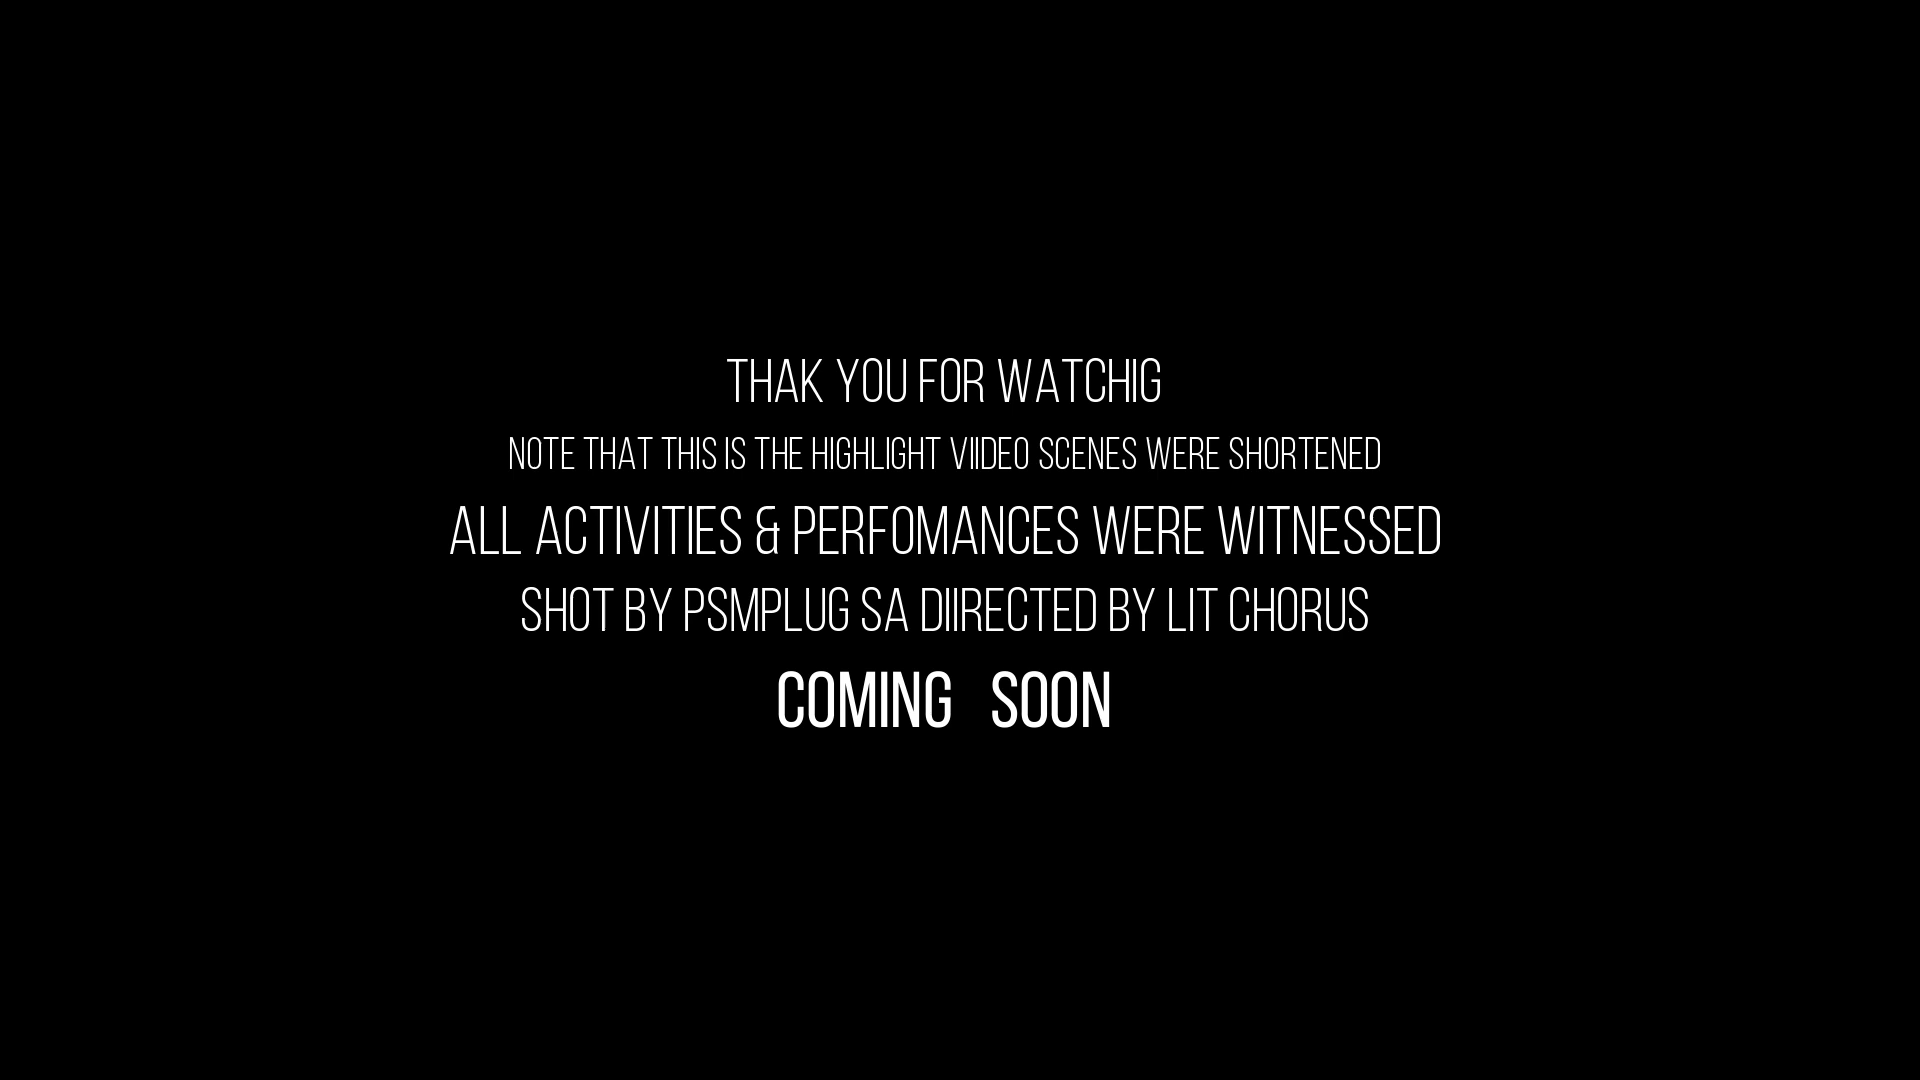 THAK YOU FOR WATCHIG
NOTE THAT THIS IS THE HIGHLIGHT VIIDEO SCENES WERE SHORTENED
ALL ACTIVITIES & PERFOMANCES WERE WITNESSED
SHOT BY PSMPLUG SA DIIRECTED BY LIT CHORUS
COMING SOON